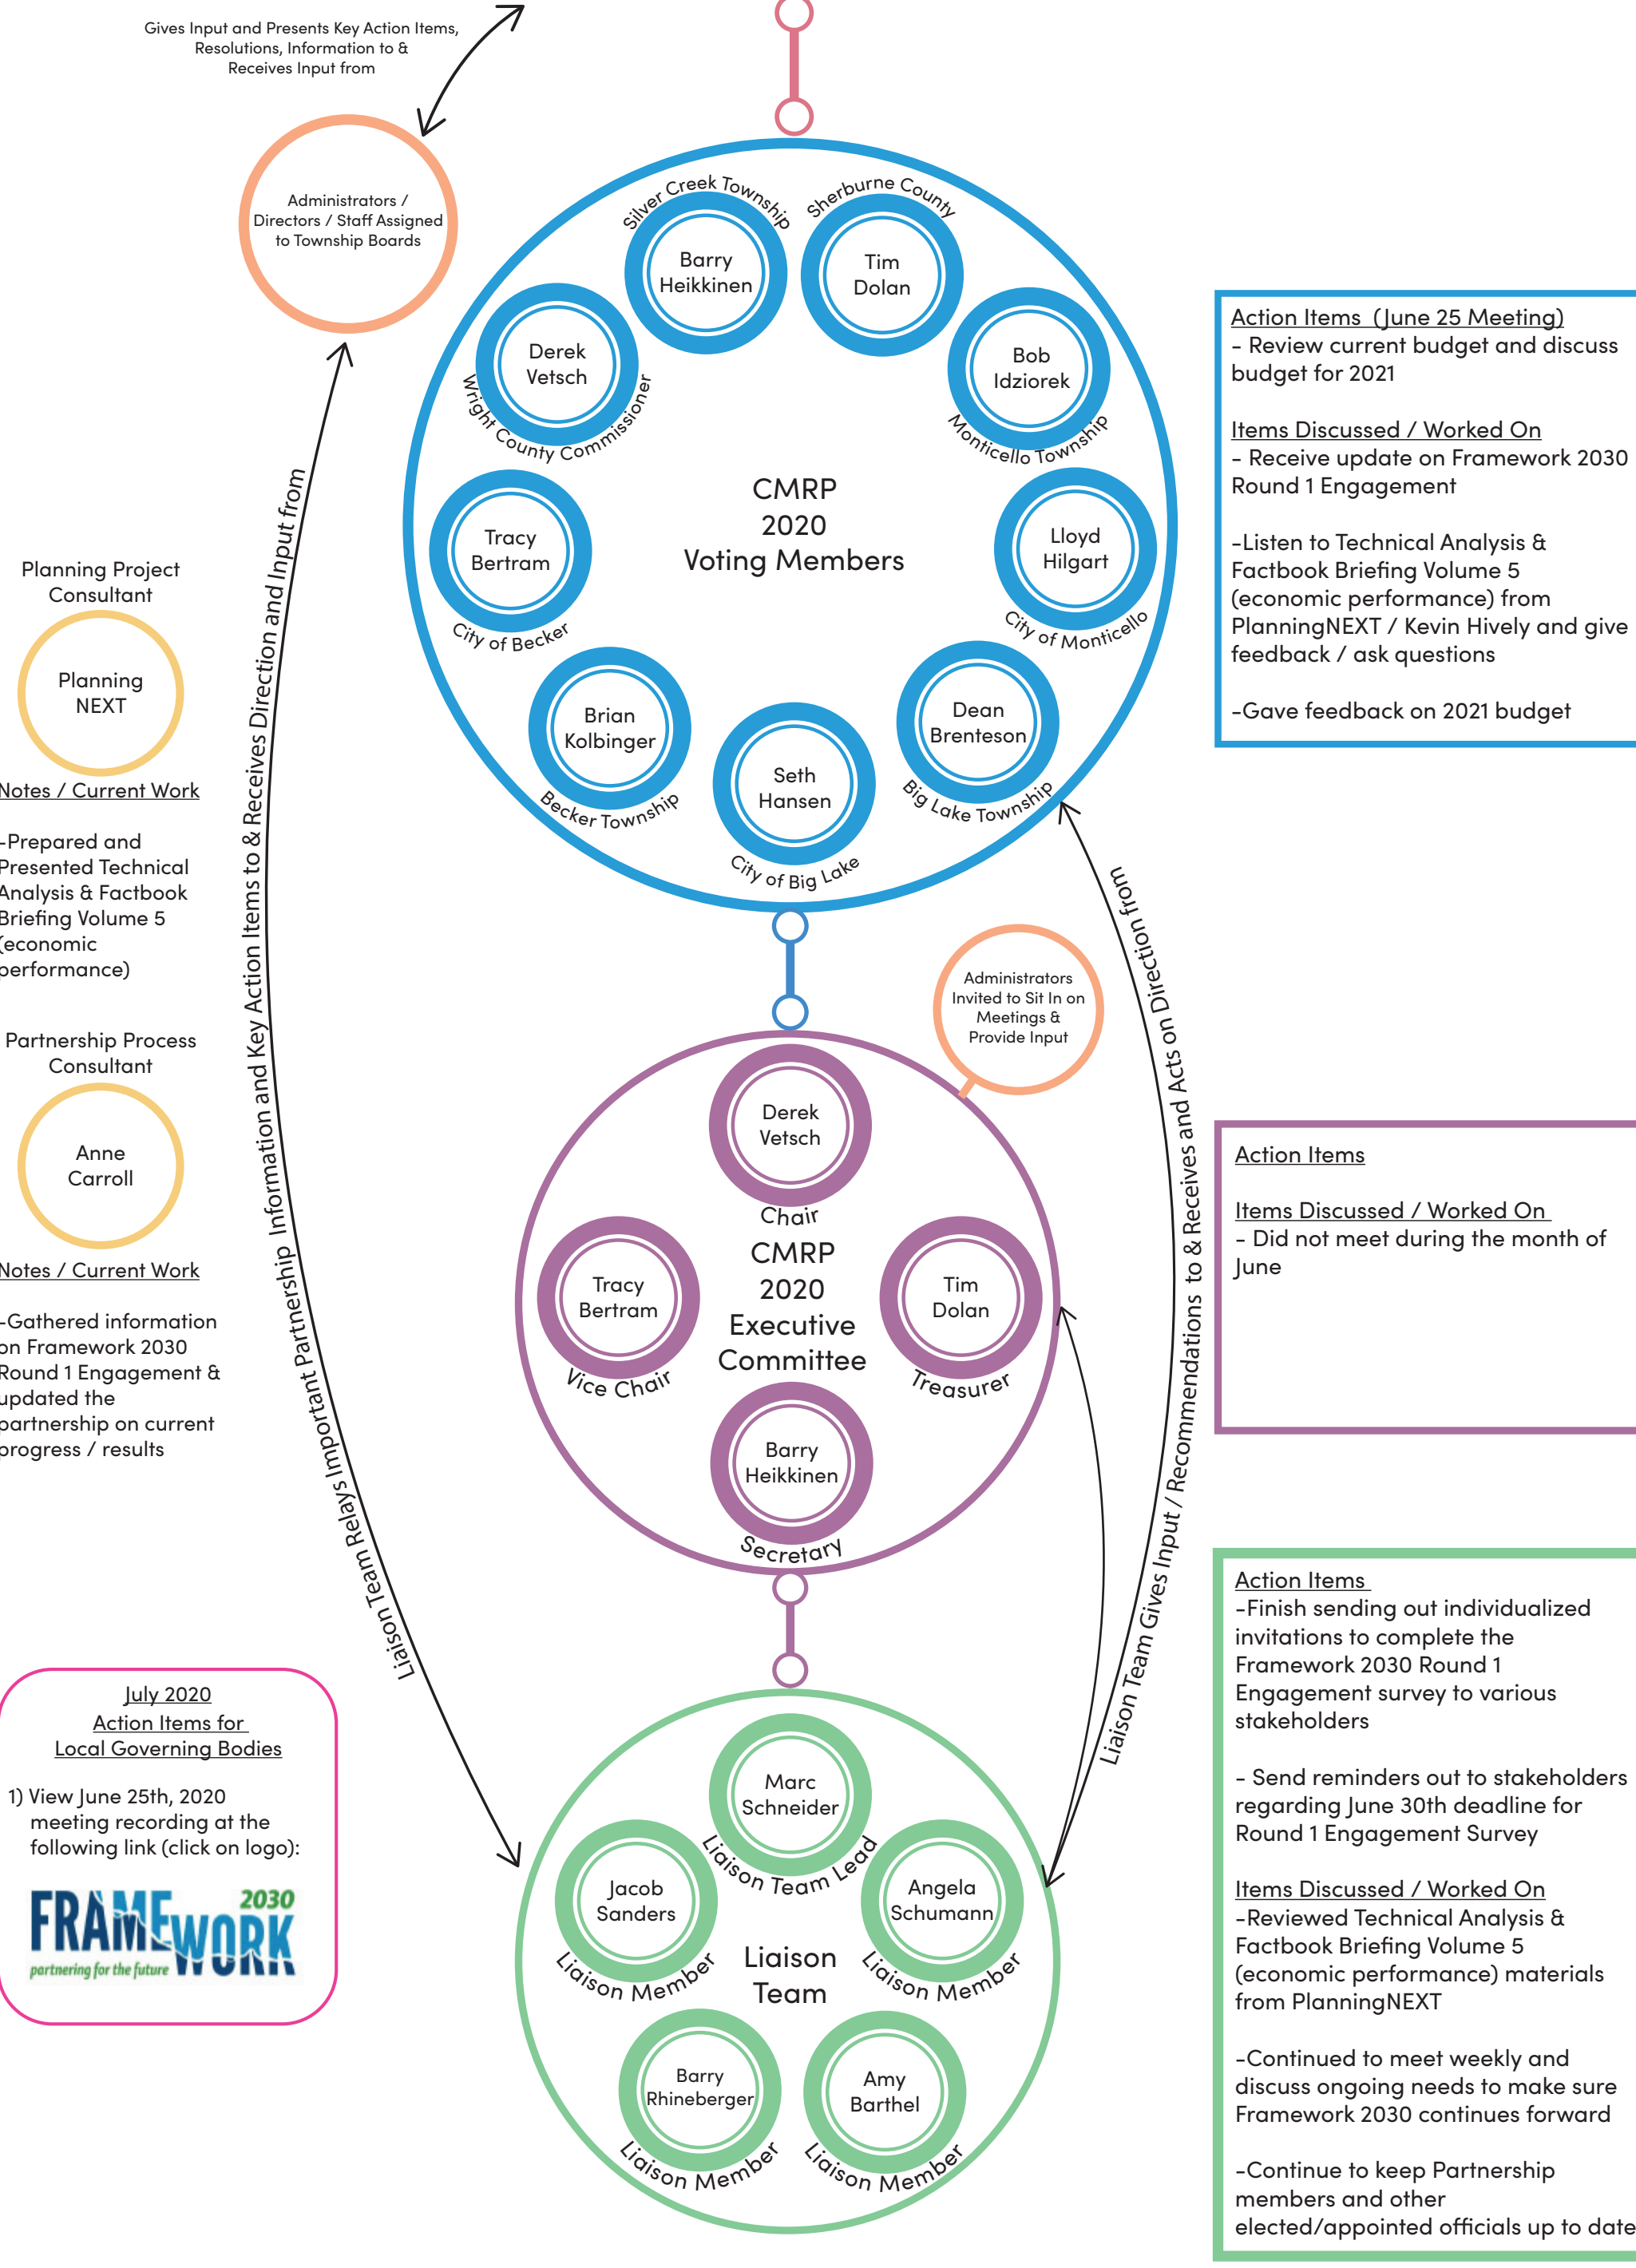 Gives Input and Presents Key Action Items,
Resolutions, Information to &
Receives Input from
Administrators /
Directors / Staff Assigned
to Township Boards
Silver Creek Township
Barry
Heikkinen
Sherburne County
Tim
Dolan
Derek
Vetsch
Wright County Commissioner
Bob
Idziorek
Monticello Township
CMRP
2020
Voting Members
Tracy
Bertram
City of Becker
Lloyd
Hilgart
City of Monticello
Brian
Kolbinger
Becker Township
Seth
Hansen
City of Big Lake
Dean
Brenteson
Big Lake Township
Action Items  (June 25 Meeting)
- Review current budget and discuss
budget for 2021
Items Discussed / Worked On
- Receive update on Framework 2030
Round 1 Engagement
-Listen to Technical Analysis &
Factbook Briefing Volume 5
(economic performance) from
PlanningNEXT / Kevin Hively and give
feedback / ask questions
-Gave feedback on 2021 budget
Planning Project
Consultant
Planning
NEXT
Notes / Current Work
-Prepared and
Presented Technical
Analysis & Factbook
Briefing Volume 5
(economic
performance)
Partnership Process
Consultant
Anne
Carroll
Notes / Current Work
-Gathered information
on Framework 2030
Round 1 Engagement &
updated the
partnership on current
progress / results
Liaison Team Relays Important Partnership Information and Key Action Items to & Receives Direction and Input from
Administrators
Invited to Sit In on
Meetings &
Provide Input
Liaison Team Gives Input / Recommendations to & Receives and Acts on Direction from
Derek
Vetsch
Chair
CMRP
2020
Executive
Committee
Tracy
Bertram
Vice Chair
Tim
Dolan
Treasurer
Barry
Heikkinen
Secretary
Action Items
Items Discussed / Worked On
- Did not meet during the month of
June
July 2020
Action Items for
Local Governing Bodies
1) View June 25th, 2020
meeting recording at the
following link (click on logo):
FRAMEWORK
2030
partnering for the future
Marc
Schneider
Liaison Team Lead
Jacob
Sanders
Liaison Member
Angela
Schumann
Liaison Member
Liaison
Team
Barry
Rhineberger
Liaison Member
Amy
Barthel
Liaison Member
Action Items
-Finish sending out individualized
invitations to complete the
Framework 2030 Round 1
Engagement survey to various
stakeholders
- Send reminders out to stakeholders
regarding June 30th deadline for
Round 1 Engagement Survey
Items Discussed / Worked On
-Reviewed Technical Analysis &
Factbook Briefing Volume 5
(economic performance) materials
from PlanningNEXT
-Continued to meet weekly and
discuss ongoing needs to make sure
Framework 2030 continues forward
-Continue to keep Partnership
members and other
elected/appointed officials up to date